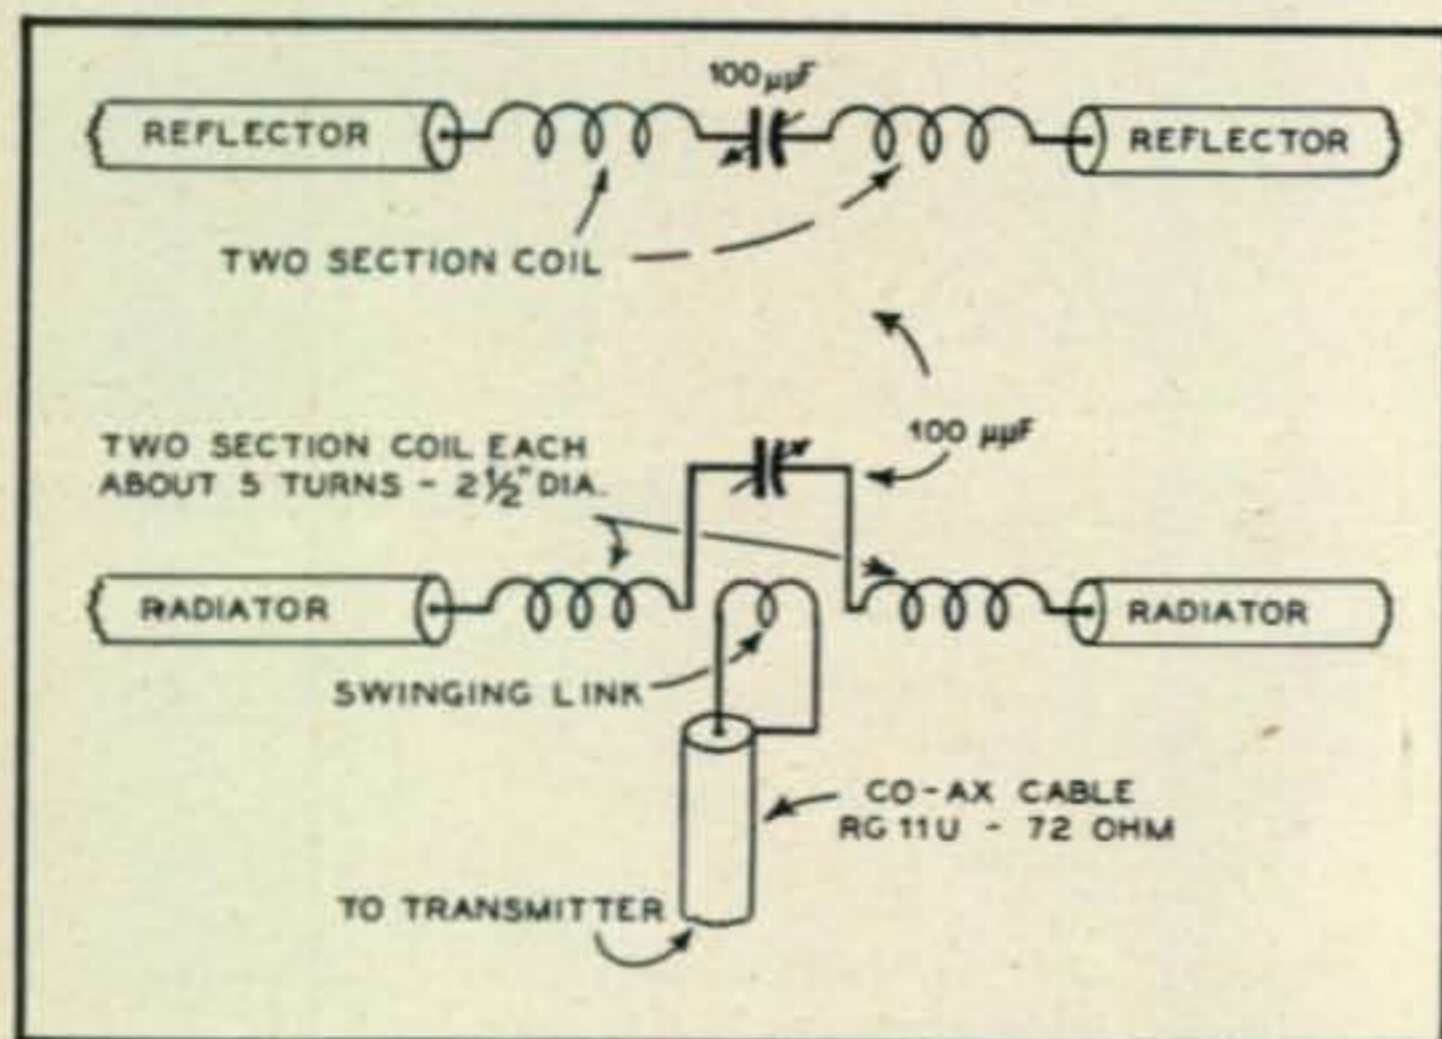 100 μμF
REFLECTOR
REFLECTOR
TWO SECTION COIL
TWO SECTION COIL EACH
ABOUT 5 TURNS - 2½" DIA.
100 μμF
RADIATOR
RADIATOR
SWINGING LINK
CO-AX CABLE
RG 11U - 72 OHM
TO TRANSMITTER